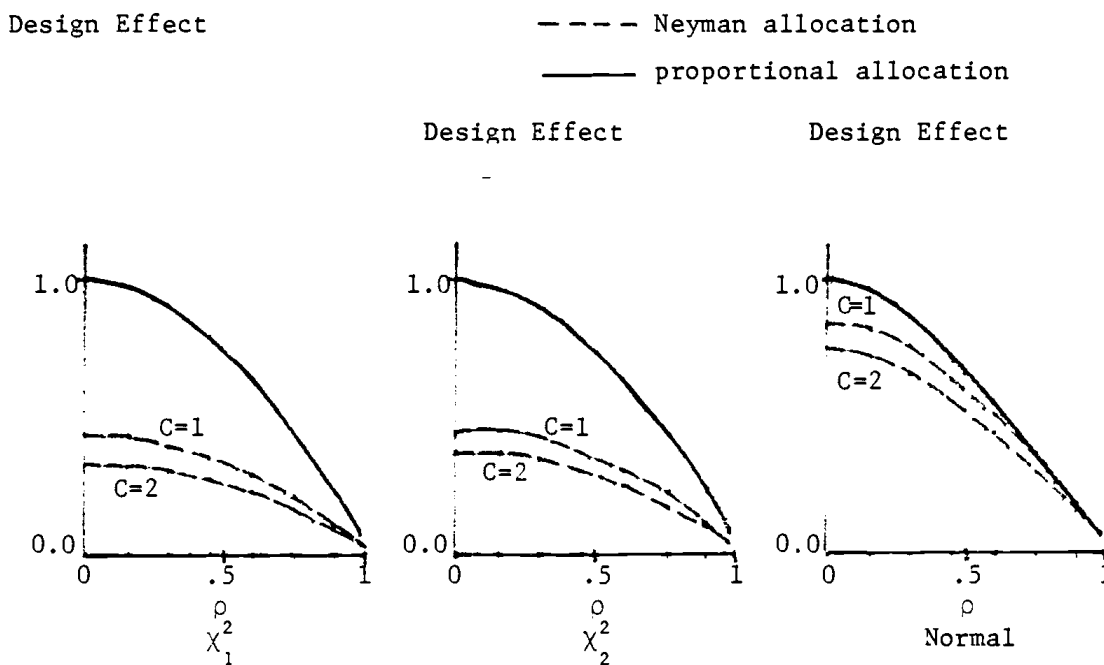 Design Effect
---- Neyman allocation
—— proportional allocation
Design Effect
Design Effect
1.0
C=1
C=2
0.0
0 .5 1
ρ
χ²₁
1.0
C=1
C=2
0.0
0 .5 1
ρ
χ²₂
1.0
C=1
C=2
0.0
0 .5 1
ρ
Normal